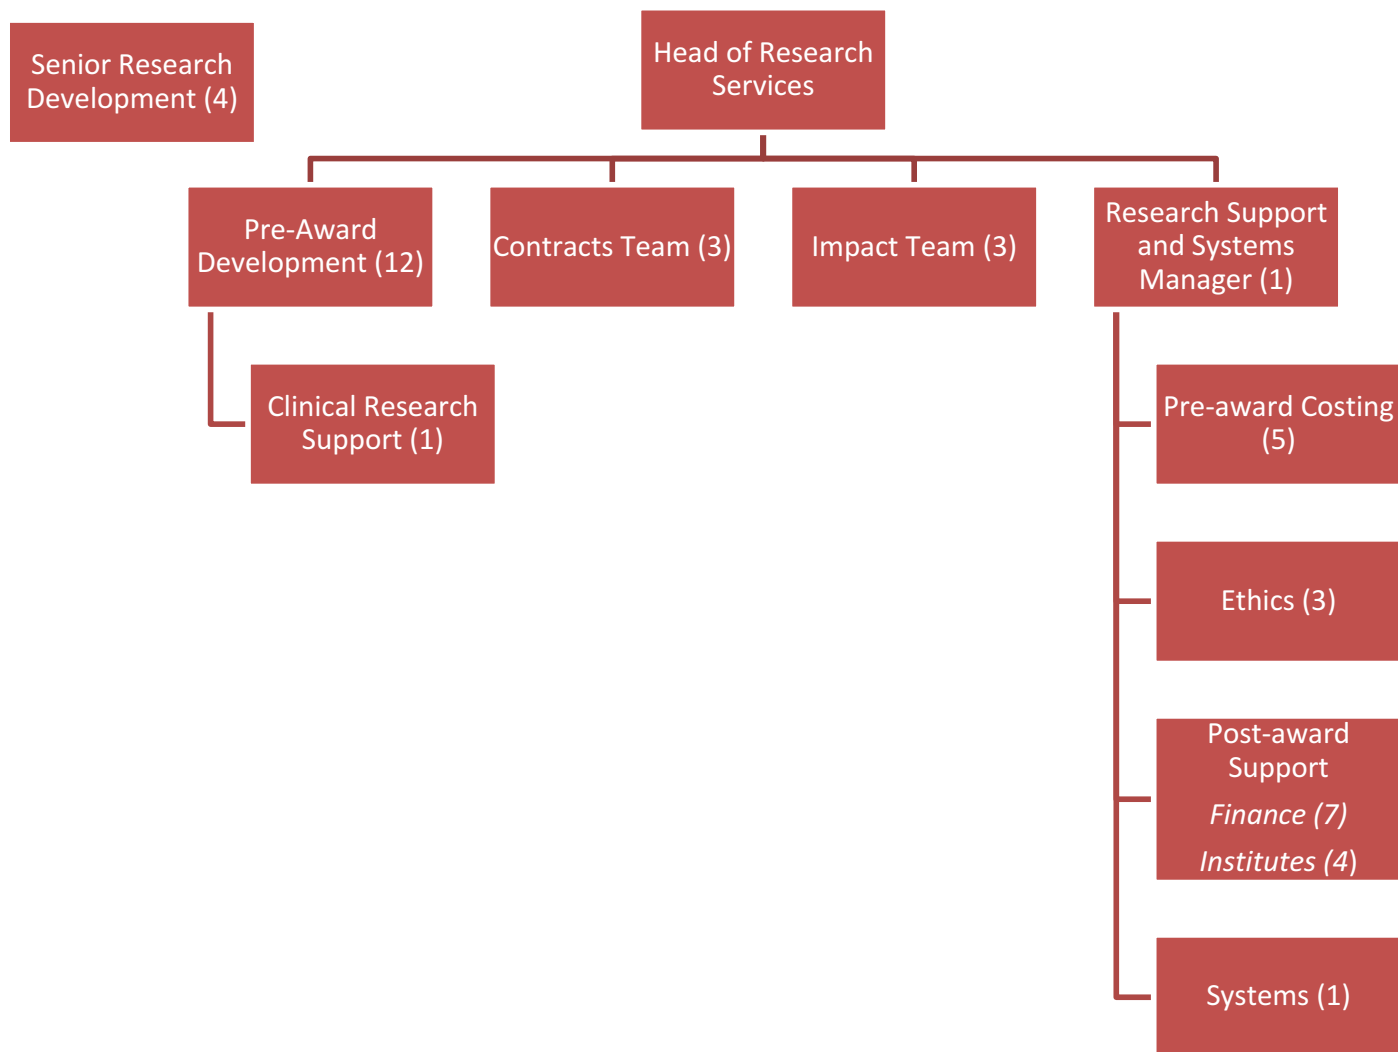 Senior Research
Development (4)
Head of Research
Services
Pre-Award
Development (12)
Contracts Team (3)
Impact Team (3)
Research Support
and Systems
Manager (1)
Clinical Research
Support (1)
Pre-award Costing
(5)
Ethics (3)
Post-award
Support
Finance (7)
Institutes (4)
Systems (1)